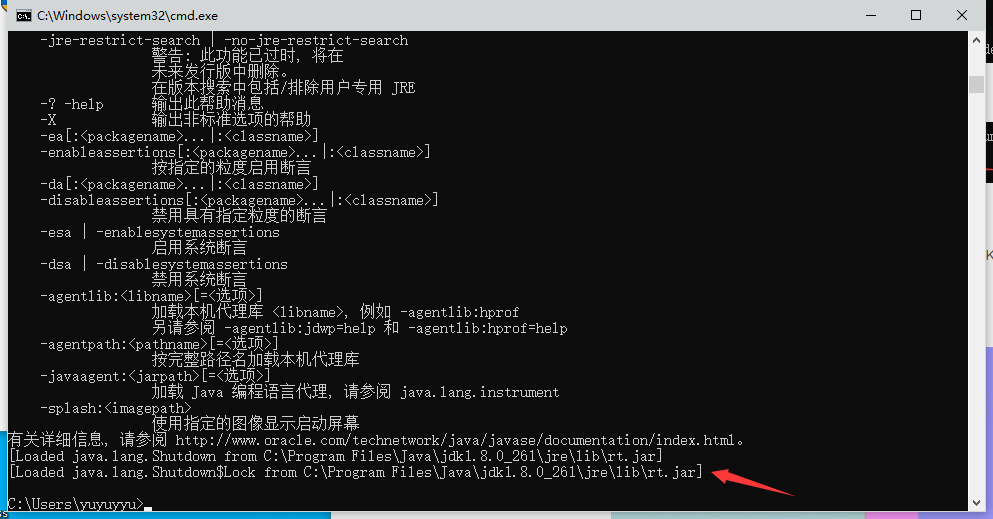 C:\Windows\system32\cmd.exe
-jre-restrict-search | -no-jre-restrict-search
警告: 此功能已过时, 将在
未来发行版中删除。
在版本搜索中包括/排除用户专用 JRE
-? -help 输出此帮助消息
-X 输出非标准选项的帮助
-ea[:<packagename>...|:<classname>]
-enableassertions[:<packagename>...|:<classname>]
按指定的粒度启用断言
-da[:<packagename>...|:<classname>]
-disableassertions[:<packagename>...|:<classname>]
禁用具有指定粒度的断言
-esa | -enablesystemassertions
启用系统断言
-dsa | -disablesystemassertions
禁用系统断言
-agentlib:<libname>[=<选项>]
加载本机代理库 <libname>, 例如 -agentlib:hprof
另请参阅 -agentlib:jdwp=help 和 -agentlib:hprof=help
-agentpath:<pathname>[=<选项>]
按完整路径名加载本机代理库
-javaagent:<jarpath>[=<选项>]
加载 Java 编程语言代理, 请参阅 java.lang.instrument
-splash:<imagepath>
使用指定的图像显示启动屏幕
有关详细信息, 请参阅 http://www.oracle.com/technetwork/java/javase/documentation/index.html。
[Loaded java.lang.Shutdown from C:\Program Files\Java\jdk1.8.0_261\jre\lib\rt.jar]
[Loaded java.lang.Shutdown$Lock from C:\Program Files\Java\jdk1.8.0_261\jre\lib\rt.jar]
C:\Users\yuyuyyu>